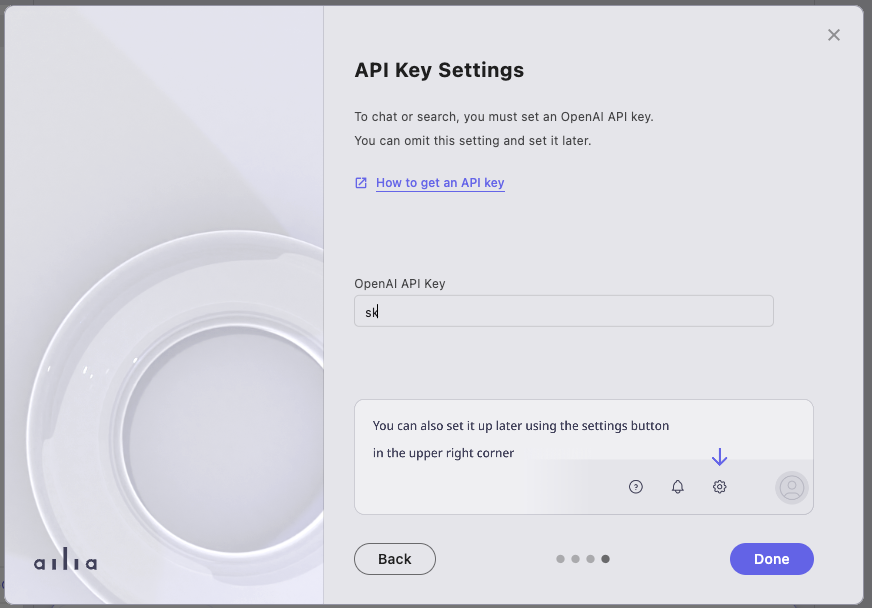 API Key Settings
To chat or search, you must set an OpenAI API key.
You can omit this setting and set it later.
How to get an API key
OpenAI API Key
sk
You can also set it up later using the settings button
in the upper right corner
ailia
Back
Done